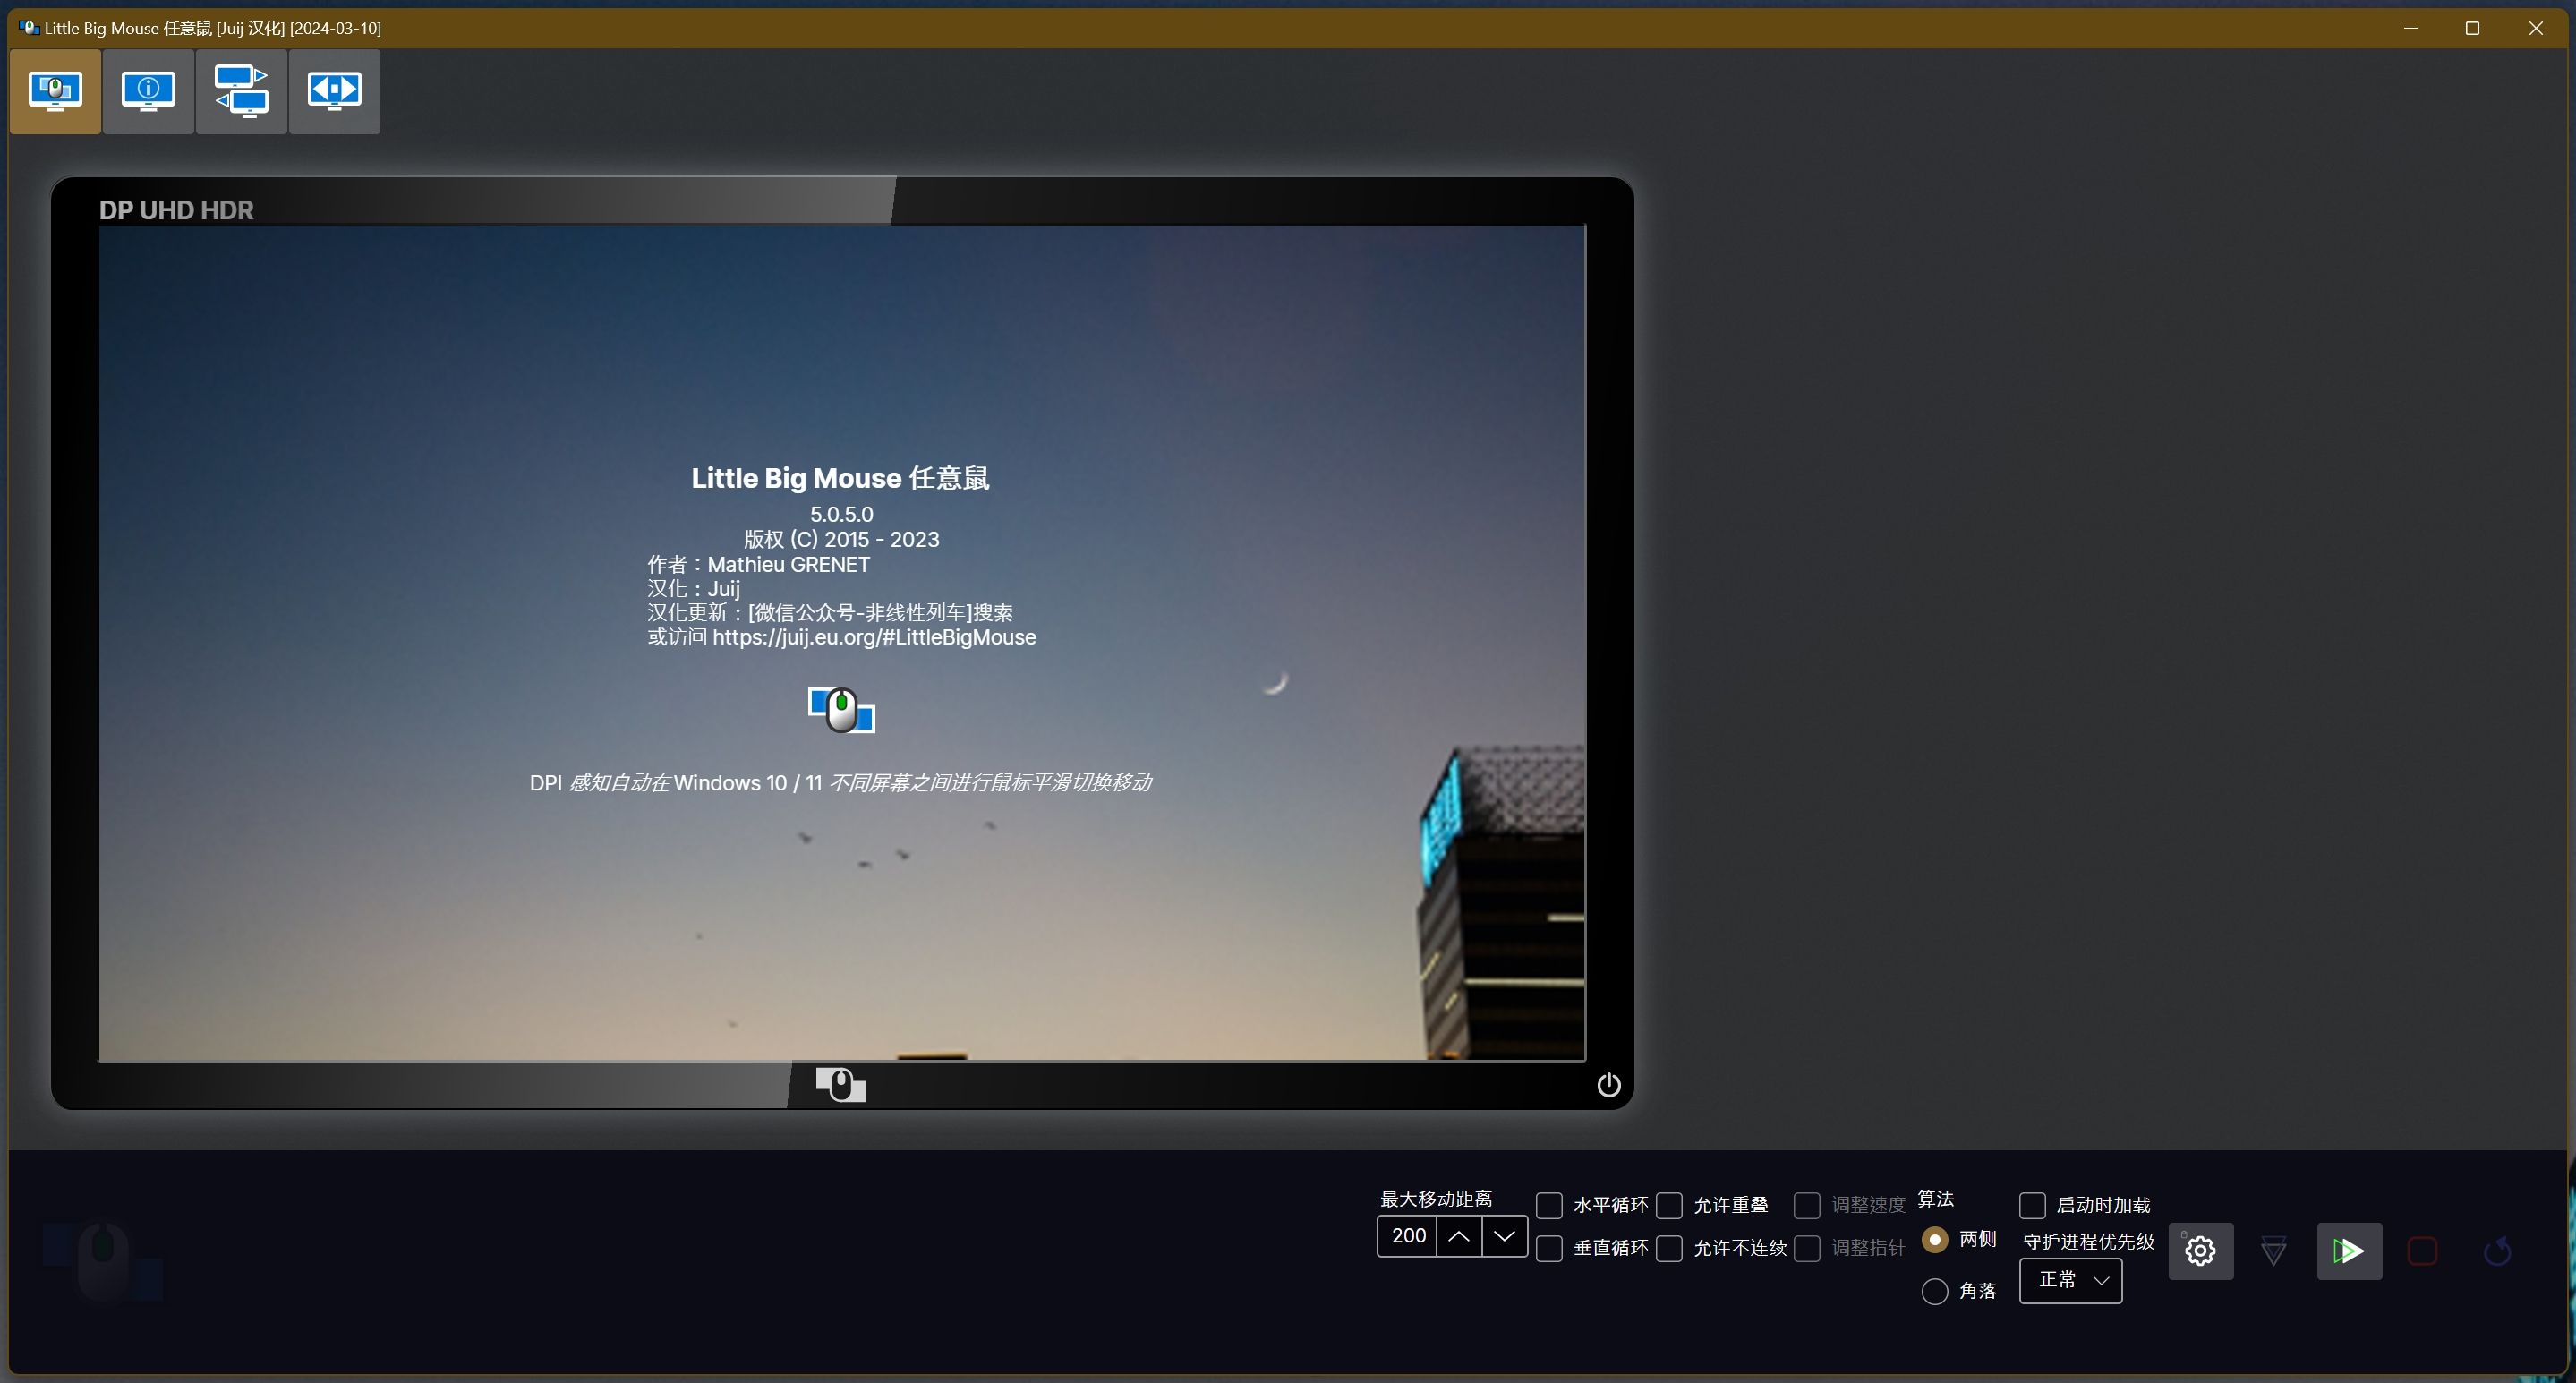 Little Big Mouse 任意鼠 [Juij 汉化] [2024-03-10]
DP UHD HDR
Little Big Mouse 任意鼠
5.0.5.0
版权 (C) 2015 - 2023
作者：Mathieu GRENET
汉化：Juij
汉化更新：[微信公众号-非线性列车]搜索
或访问 https://juij.eu.org/#LittleBigMouse
DPI 感知自动在 Windows 10 / 11 不同屏幕之间进行鼠标平滑切换移动
最大移动距离
200
水平循环
垂直循环
允许重叠
允许不连续
调整速度
调整指针
算法
两侧
角落
启动时加载
守护进程优先级
正常